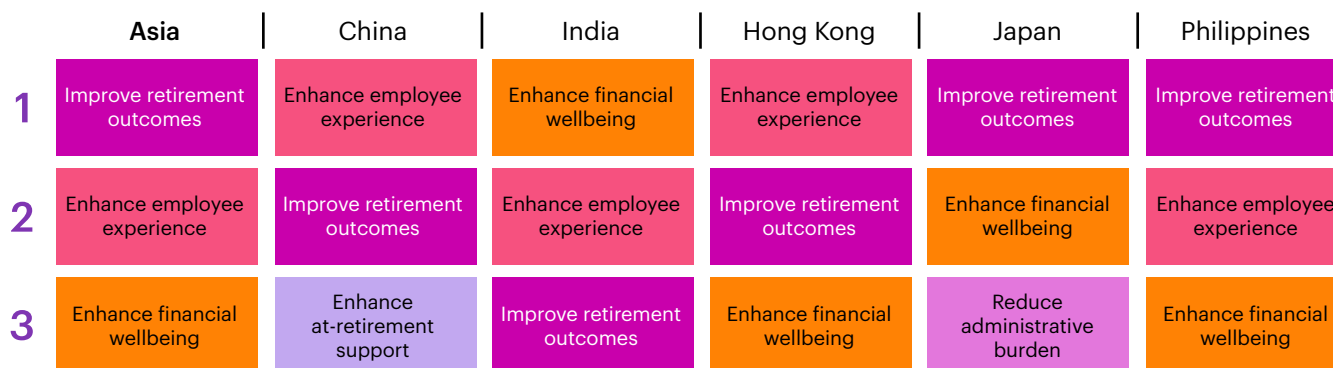 Asia China India Hong Kong Japan Philippines
1
Improve retirement
outcomes
Enhance employee
experience
Enhance financial
wellbeing
Enhance employee
experience
Improve retirement
outcomes
Improve retirement
outcomes
2
Enhance employee
experience
Improve retirement
outcomes
Enhance employee
experience
Improve retirement
outcomes
Enhance financial
wellbeing
Enhance employee
experience
3
Enhance financial
wellbeing
Enhance
at-retirement
support
Improve retirement
outcomes
Enhance financial
wellbeing
Reduce
administrative
burden
Enhance financial
wellbeing